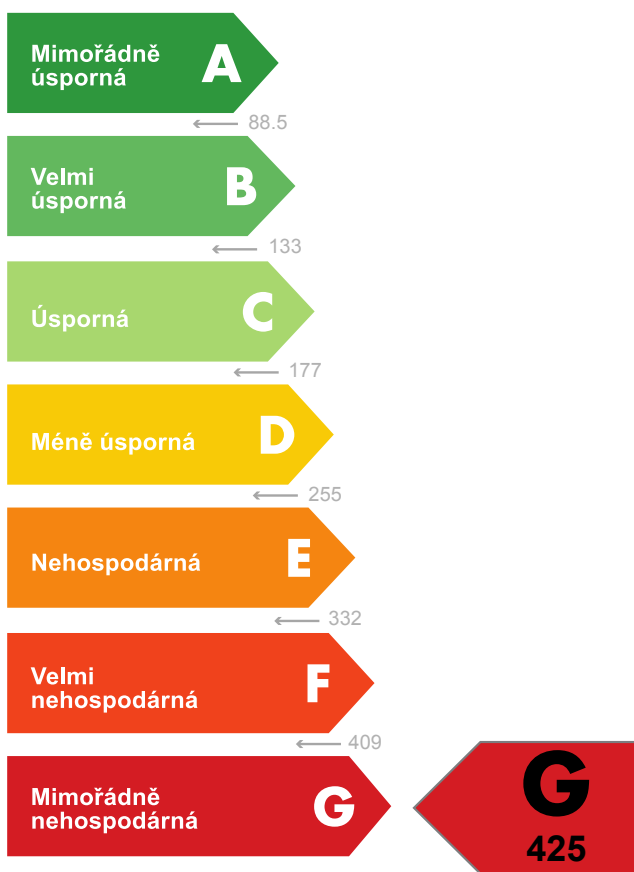 Mimořádně
úsporná
A
← 88.5
Velmi
úsporná
B
← 133
Úsporná
C
← 177
Méně úsporná
D
← 255
Nehospodárná
E
← 332
Velmi
nehospodárná
F
← 409
Mimořádně
nehospodárná
G
G
425